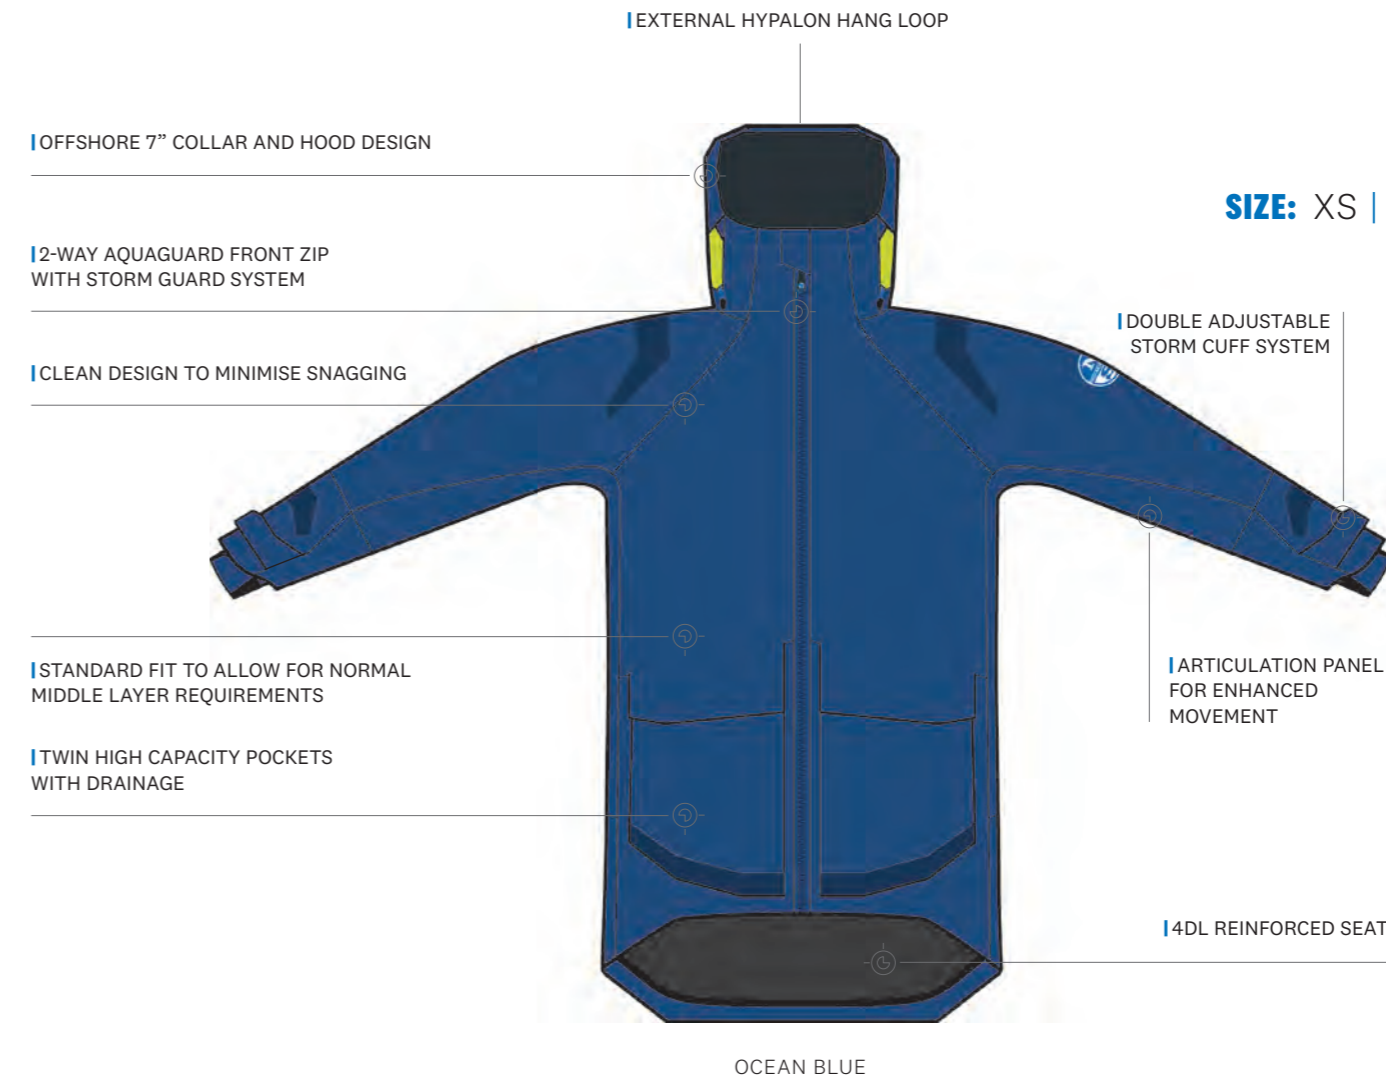 EXTERNAL HYPALON HANG LOOP
OFFSHORE 7” COLLAR AND HOOD DESIGN
SIZE: XS |
2-WAY AQUAGUARD FRONT ZIP
WITH STORM GUARD SYSTEM
DOUBLE ADJUSTABLE
STORM CUFF SYSTEM
CLEAN DESIGN TO MINIMISE SNAGGING
STANDARD FIT TO ALLOW FOR NORMAL
MIDDLE LAYER REQUIREMENTS
ARTICULATION PANEL
FOR ENHANCED
MOVEMENT
TWIN HIGH CAPACITY POCKETS
WITH DRAINAGE
4DL REINFORCED SEAT
OCEAN BLUE